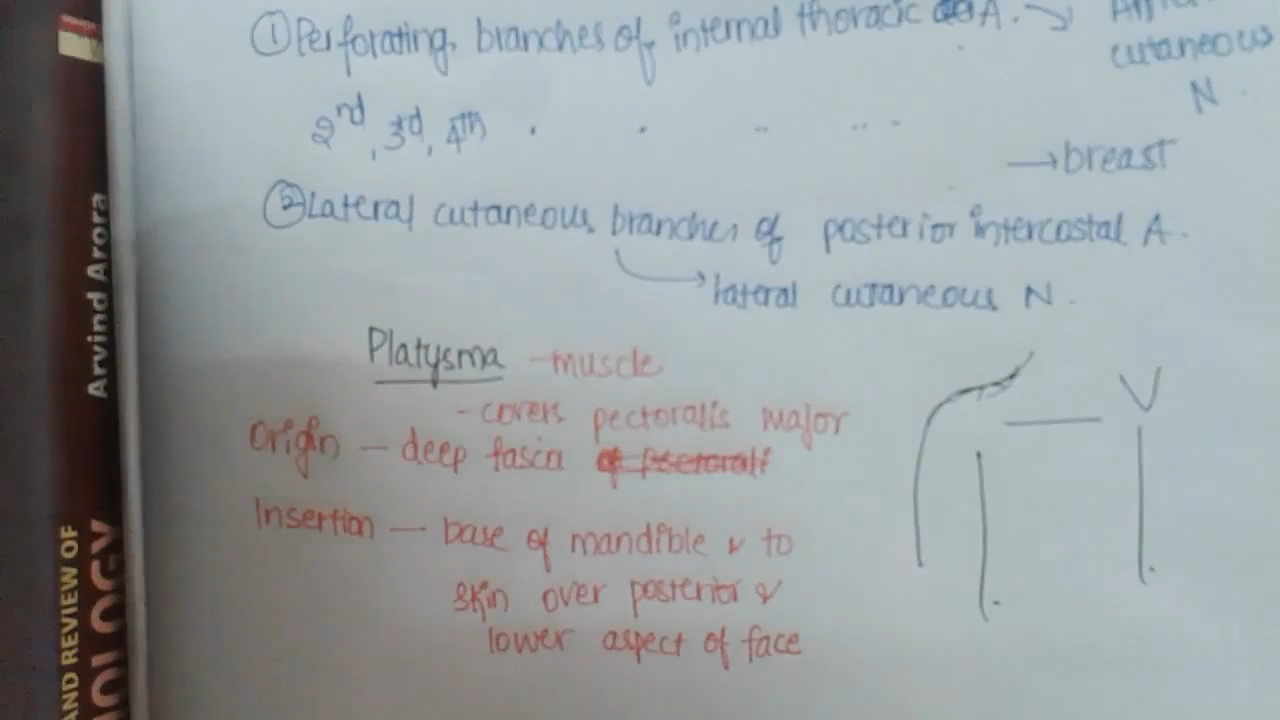 ① Perforating branches of internal thoracic A. →
cutaneous
N.
2nd, 3rd, 4th
→ breast
② Lateral cutaneous branches of posterior intercostal A.
→ lateral cutaneous N.
Platysma - muscle
- covers pectoralis major
Origin - deep fascia
Insertion - base of mandible & to
skin over posterior &
lower aspect of face
Arvind Arora
AND REVIEW OF
OLOGY